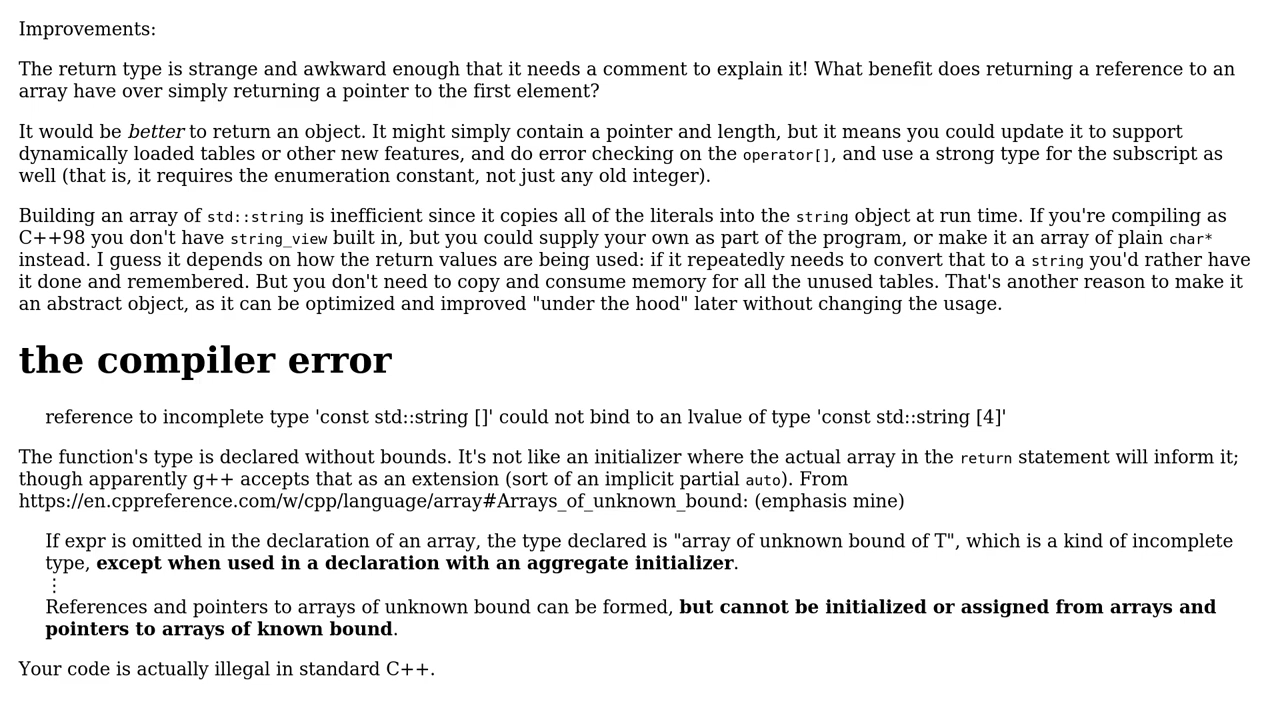 Improvements:
The return type is strange and awkward enough that it needs a comment to explain it! What benefit does returning a reference to an
array have over simply returning a pointer to the first element?
It would be better to return an object. It might simply contain a pointer and length, but it means you could update it to support
dynamically loaded tables or other new features, and do error checking on the operator[], and use a strong type for the subscript as
well (that is, it requires the enumeration constant, not just any old integer).
Building an array of std::string is inefficient since it copies all of the literals into the string object at run time. If you're compiling as
C++98 you don't have string_view built in, but you could supply your own as part of the program, or make it an array of plain char*
instead. I guess it depends on how the return values are being used: if it repeatedly needs to convert that to a string you'd rather have
it done and remembered. But you don't need to copy and consume memory for all the unused tables. That's another reason to make it
an abstract object, as it can be optimized and improved "under the hood" later without changing the usage.
the compiler error
reference to incomplete type 'const std::string []' could not bind to an lvalue of type 'const std::string [4]'
The function's type is declared without bounds. It's not like an initializer where the actual array in the return statement will inform it;
though apparently g++ accepts that as an extension (sort of an implicit partial auto). From
https://en.cppreference.com/w/cpp/language/array#Arrays_of_unknown_bound: (emphasis mine)
If expr is omitted in the declaration of an array, the type declared is "array of unknown bound of T", which is a kind of incomplete
type, except when used in a declaration with an aggregate initializer.
⋮
References and pointers to arrays of unknown bound can be formed, but cannot be initialized or assigned from arrays and
pointers to arrays of known bound.
Your code is actually illegal in standard C++.